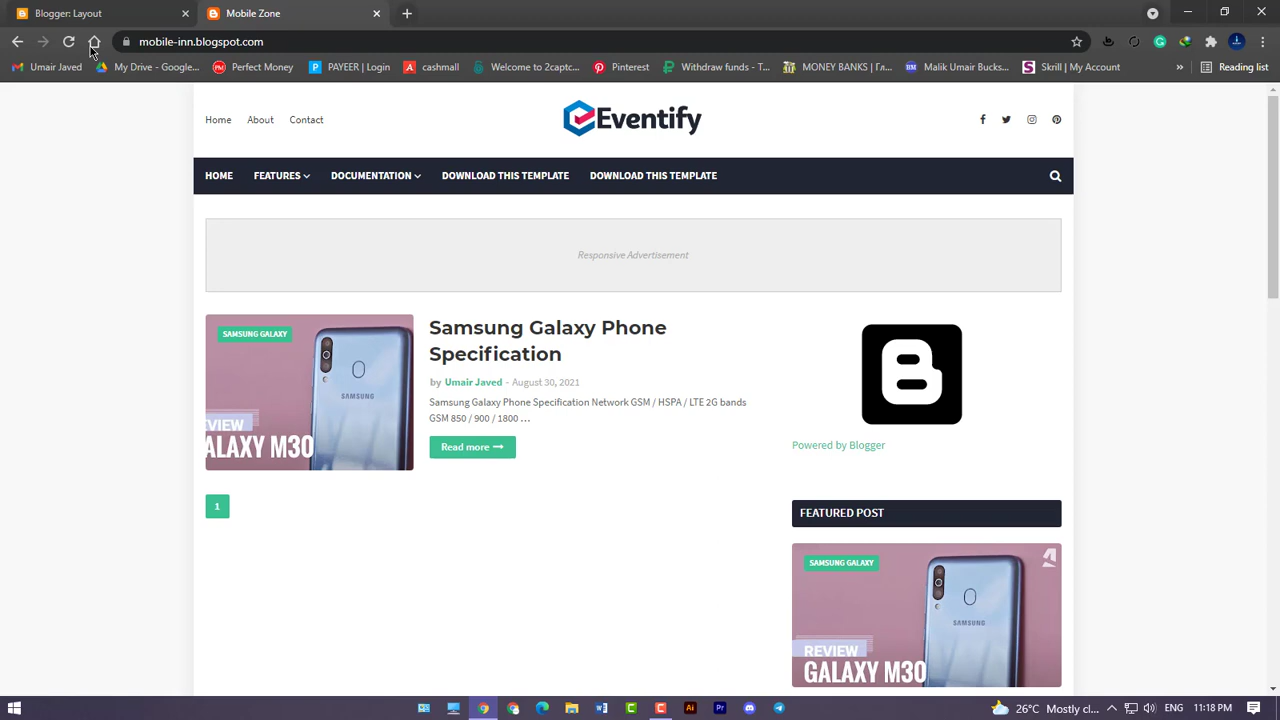 Blogger: Layout
Mobile Zone
mobile-inn.blogspot.com
Umair Javed
My Drive - Google...
Perfect Money
PAYEER | Login
cashmall
Welcome to 2captc...
Pinterest
Withdraw funds - T...
MONEY BANKS | /...
Malik Umair Bucks...
Skrill | My Account
»
Reading list
Home
About
Contact
Eventify
HOME
FEATURES
DOCUMENTATION
DOWNLOAD THIS TEMPLATE
DOWNLOAD THIS TEMPLATE
Responsive Advertisement
SAMSUNG GALAXY
SAMSUNG
VIEW
ALAXY M30
Samsung Galaxy Phone
Specification
by Umair Javed - August 30, 2021
Samsung Galaxy Phone Specification Network GSM / HSPA / LTE 2G bands
GSM 850 / 900 / 1800 …
Read more
1
Powered by Blogger
FEATURED POST
SAMSUNG GALAXY
SAMSUNG
REVIEW
GALAXY M30
26°C Mostly cl...
11:18 PM